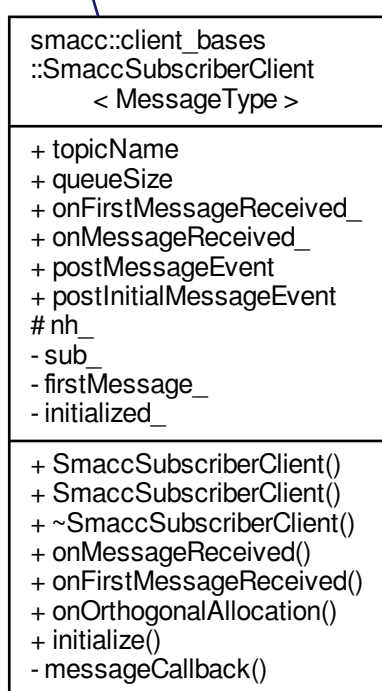 smacc::client_bases
::SmaccSubscriberClient
< MessageType >
+ topicName
+ queueSize
+ onFirstMessageReceived_
+ onMessageReceived_
+ postMessageEvent
+ postInitialMessageEvent
# nh_
- sub_
- firstMessage_
- initialized_
+ SmaccSubscriberClient()
+ SmaccSubscriberClient()
+ ~SmaccSubscriberClient()
+ onMessageReceived()
+ onFirstMessageReceived()
+ onOrthogonalAllocation()
+ initialize()
- messageCallback()